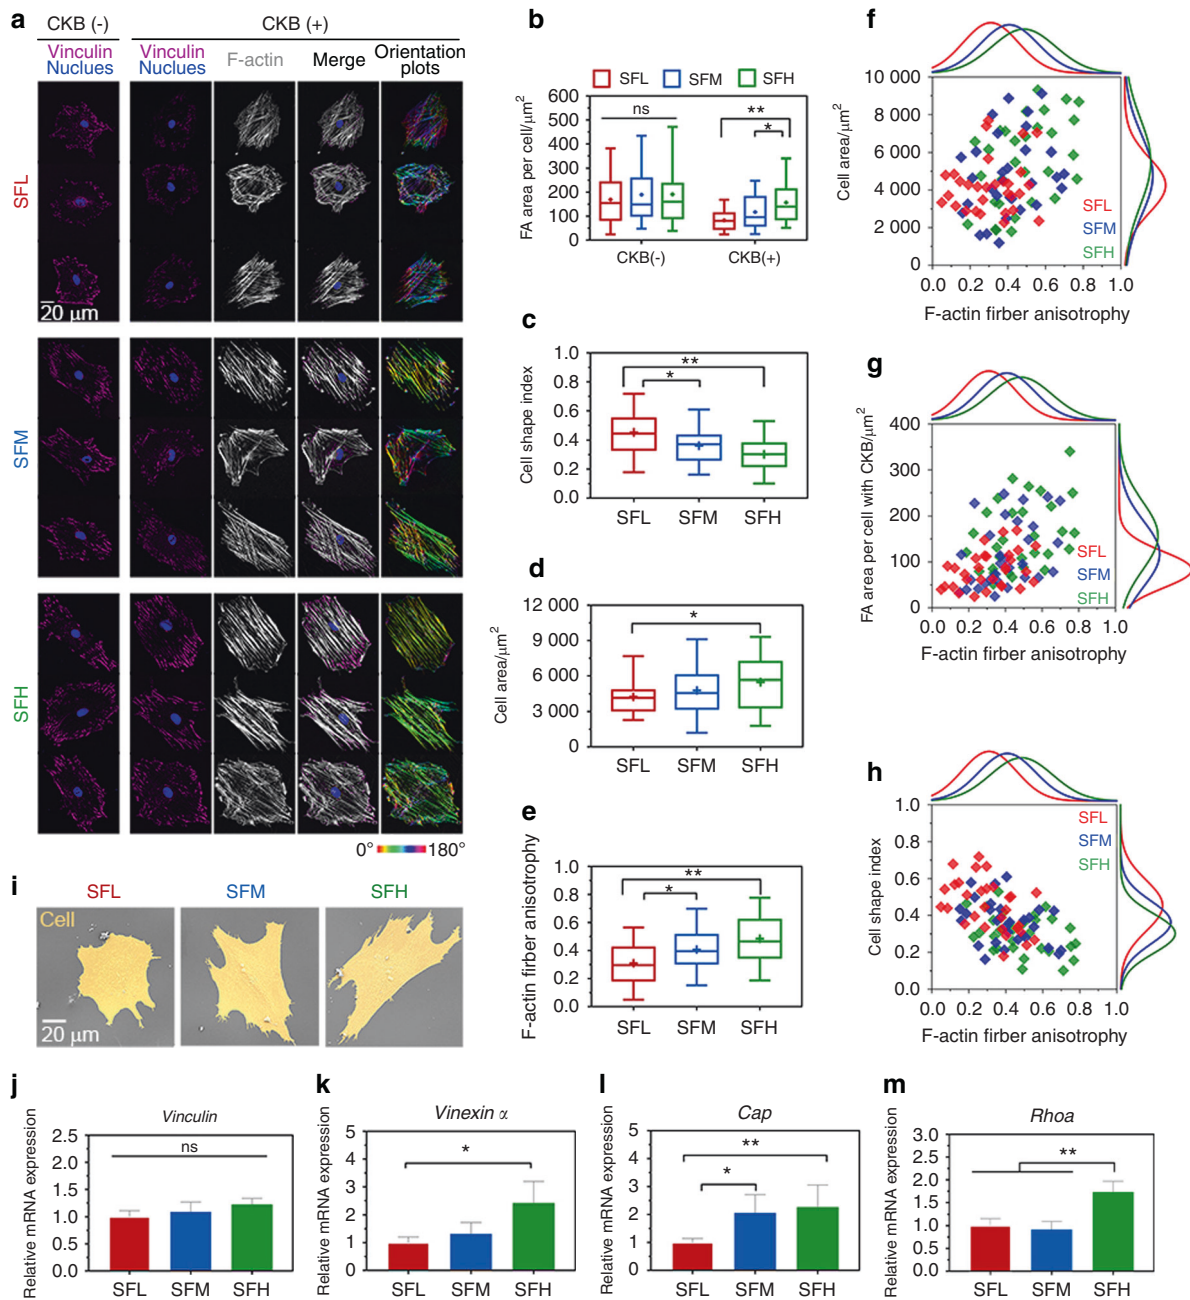 a
CKB (-)
CKB (+)
Vinculin
Nuclues
Vinculin
Nuclues
F-actin
Merge
Orientation
plots
SFL
20 μm
SFM
SFH
0°
180°
b
SFL SFM SFH
FA area per cell/μm²
600
500
400
300
200
100
0
ns
**
*
CKB(-)
CKB(+)
c
Cell shape index
1.0
0.8
0.6
0.4
0.2
0.0
**
*
SFL SFM SFH
d
Cell area/μm²
12 000
9 000
6 000
3 000
0
*
SFL SFM SFH
e
F-actin firber anisotrophy
1.0
0.8
0.6
0.4
0.2
0.0
**
*
SFL SFM SFH
f
Cell area/μm²
10 000
8 000
6 000
4 000
2 000
0
SFL
SFM
SFH
0.0 0.2 0.4 0.6 0.8 1.0
F-actin firber anisotrophy
g
FA area per cell with CKB/μm²
400
300
200
100
0
SFL
SFM
SFH
0.0 0.2 0.4 0.6 0.8 1.0
F-actin firber anisotrophy
h
Cell shape index
1.0
0.8
0.6
0.4
0.2
0.0
SFL
SFM
SFH
0.0 0.2 0.4 0.6 0.8 1.0
F-actin firber anisotrophy
i
SFL
SFM
SFH
Cell
20 μm
j
Vinculin
Relative mRNA expression
2.5
2.0
1.5
1.0
0.5
0.0
ns
SFL SFM SFH
k
Vinexin α
Relative mRNA expression
5
4
3
2
1
0
*
SFL SFM SFH
l
Cap
Relative mRNA expression
5
4
3
2
1
0
**
*
SFL SFM SFH
m
Rhoa
Relative mRNA expression
3.0
2.5
2.0
1.5
1.0
0.5
0.0
**
SFL SFM SFH